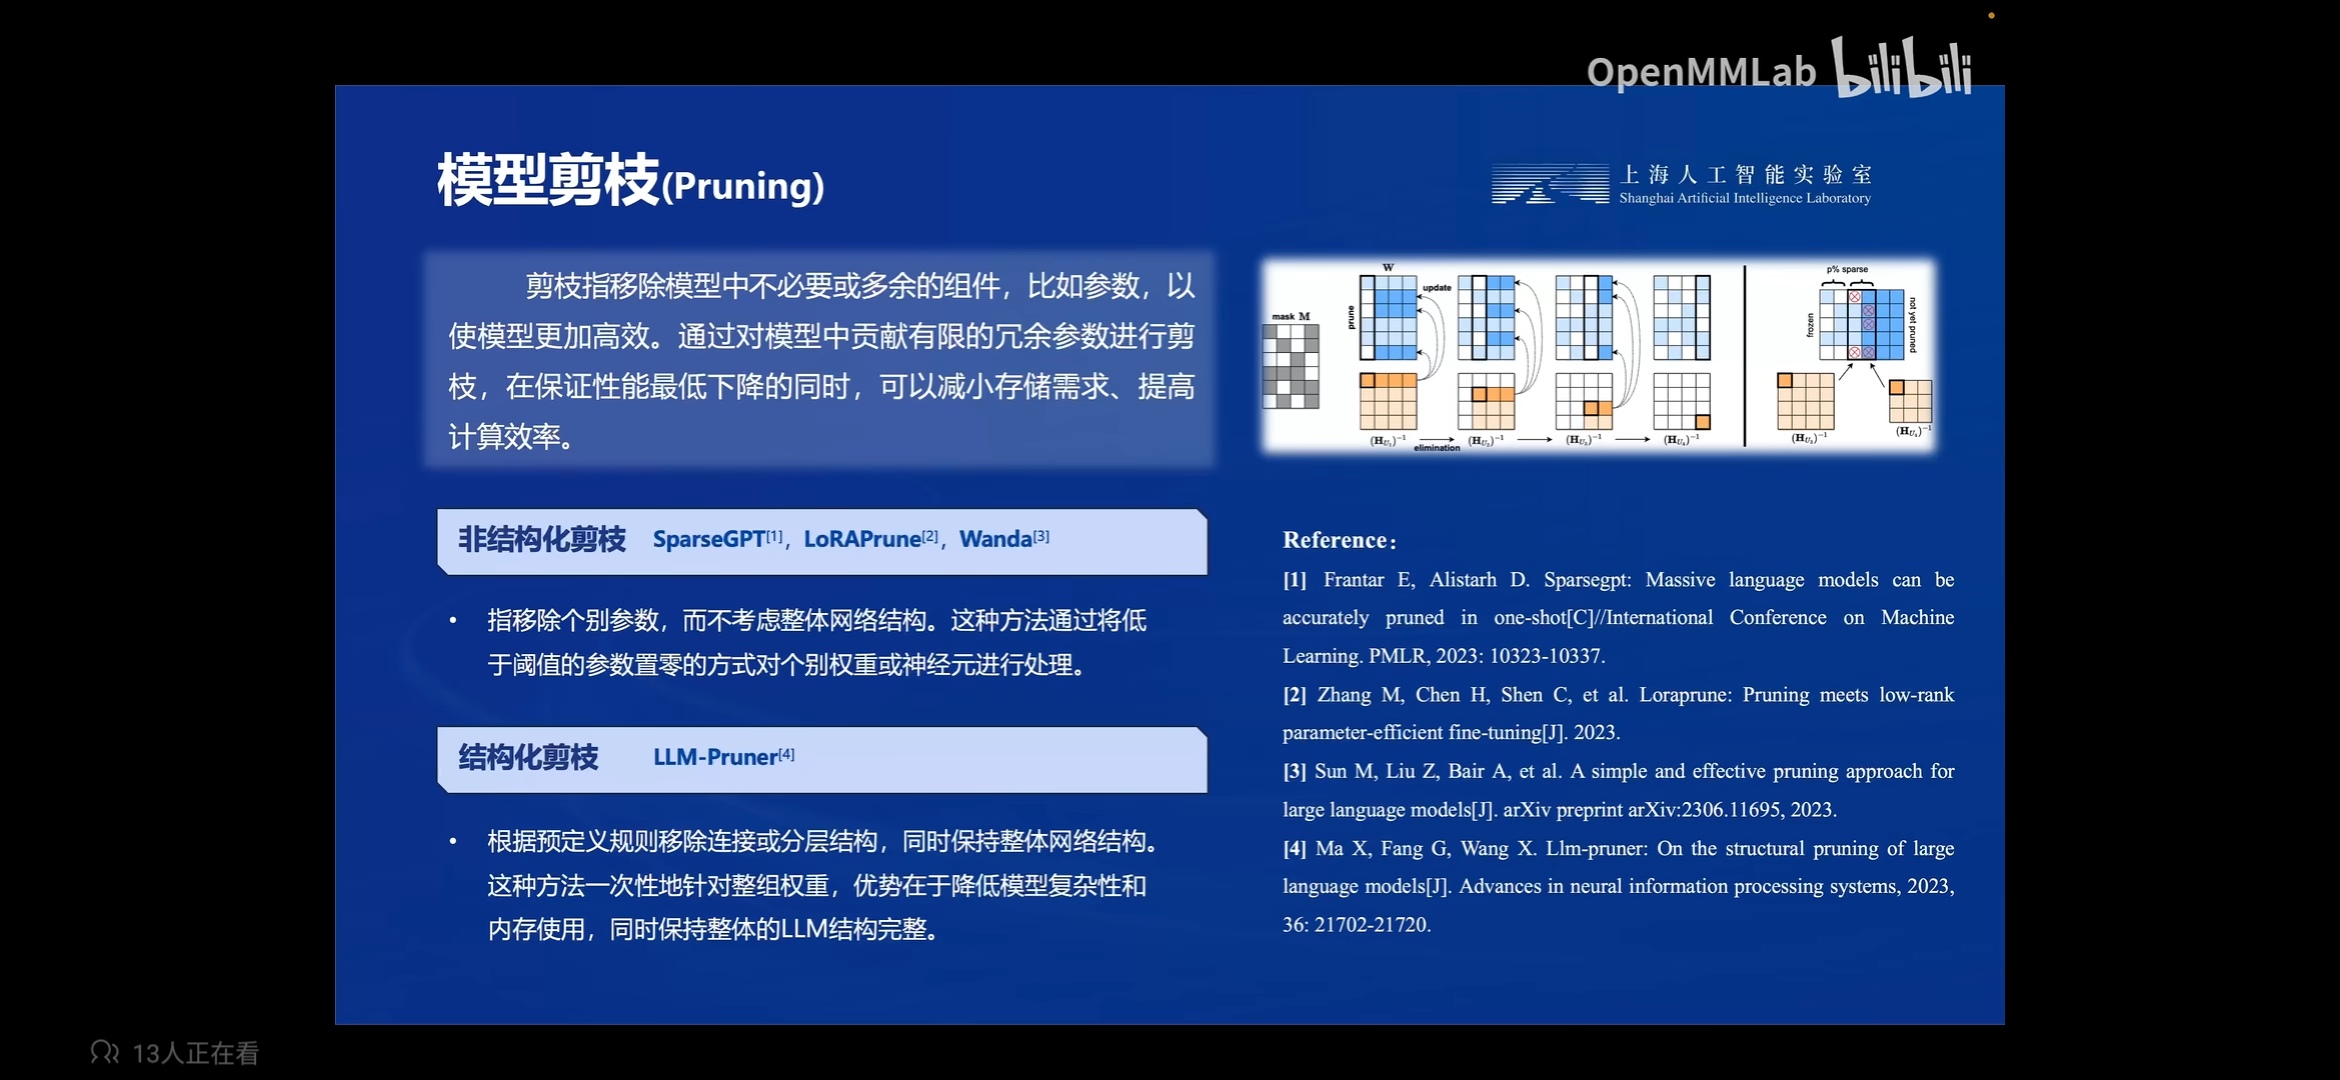 OpenMMLab bilibili
模型剪枝(Pruning)
上海人工智能实验室
Shanghai Artificial Intelligence Laboratory
剪枝指移除模型中不必要或多余的组件，比如参数，以
使模型更加高效。通过对模型中贡献有限的冗余参数进行剪
枝，在保证性能最低下降的同时，可以减小存储需求、提高
计算效率。
mask M
prune
W
update
(H_{U_1})^{-1}
elimination
(H_{U_2})^{-1}
(H_{U_3})^{-1}
(H_{U_4})^{-1}
p% sparse
frozen
not yet pruned
(H_{U_3})^{-1}
(H_{U_4})^{-1}
非结构化剪枝 SparseGPT[1]，LoRAPrune[2]，Wanda[3]
• 指移除个别参数，而不考虑整体网络结构。这种方法通过将低
于阈值的参数置零的方式对个别权重或神经元进行处理。
结构化剪枝 LLM-Pruner[4]
• 根据预定义规则移除连接或分层结构，同时保持整体网络结构。
这种方法一次性地针对整组权重，优势在于降低模型复杂性和
内存使用，同时保持整体的LLM结构完整。
Reference：
[1] Frantar E, Alistarh D. Sparsegpt: Massive language models can be
accurately pruned in one-shot[C]//International Conference on Machine
Learning. PMLR, 2023: 10323-10337.
[2] Zhang M, Chen H, Shen C, et al. Loraprune: Pruning meets low-rank
parameter-efficient fine-tuning[J]. 2023.
[3] Sun M, Liu Z, Bair A, et al. A simple and effective pruning approach for
large language models[J]. arXiv preprint arXiv:2306.11695, 2023.
[4] Ma X, Fang G, Wang X. Llm-pruner: On the structural pruning of large
language models[J]. Advances in neural information processing systems, 2023,
36: 21702-21720.
13人正在看